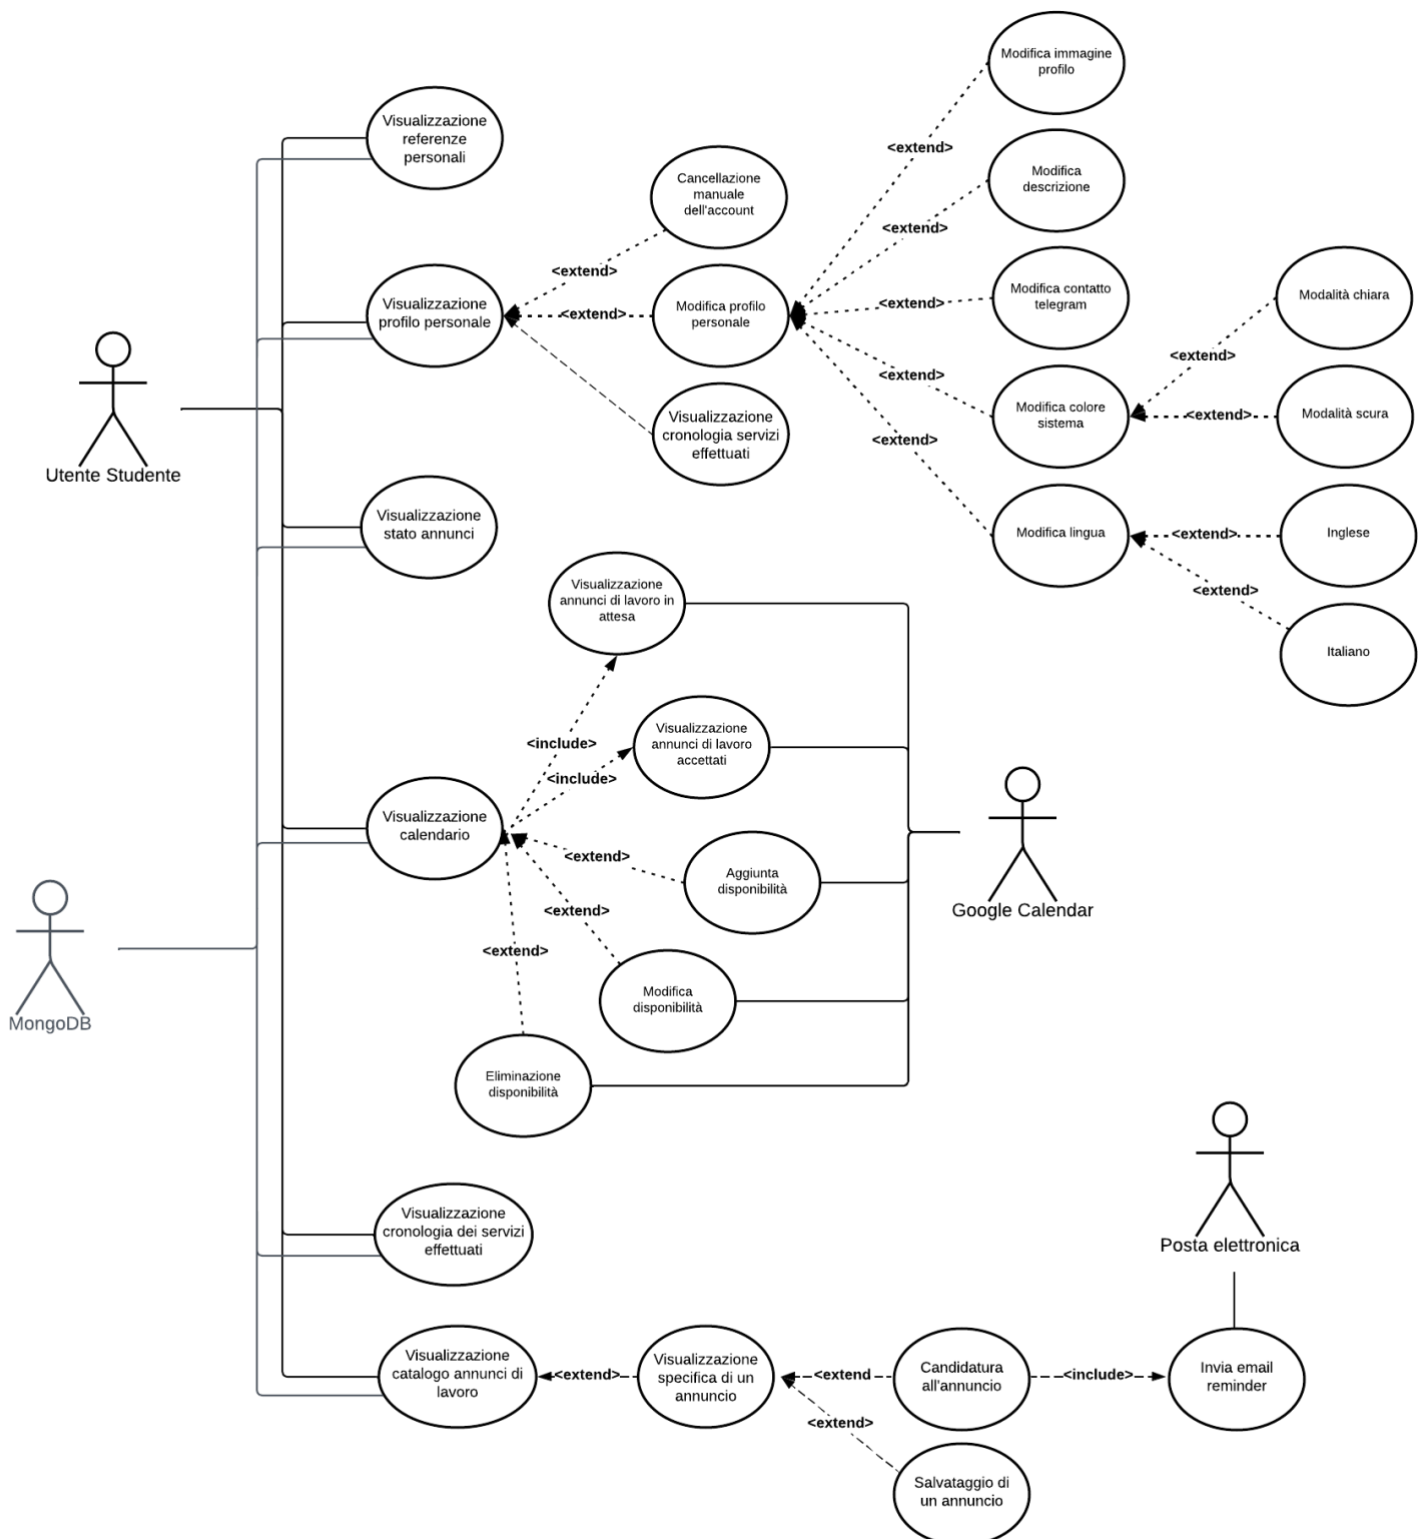 Modifica immagine
profilo
Visualizzazione
referenze
personali
<extend>
Cancellazione
manuale
dell'account
Modifica
descrizione
<extend>
<extend>
Visualizzazione
profilo personale
<extend>
Modifica profilo
personale
<extend>
Modifica contatto
telegram
Modalità chiara
<extend>
<extend>
Modifica colore
sistema
<extend>
Modalità scura
Visualizzazione
cronologia servizi
effettuati
<extend>
Utente Studente
Visualizzazione
stato annunci
Modifica lingua
<extend>
Inglese
<extend>
Italiano
Visualizzazione
annunci di lavoro in
attesa
<include>
Visualizzazione
annunci di lavoro
accettati
<include>
Visualizzazione
calendario
<extend>
Aggiunta
disponibilità
Google Calendar
<extend>
<extend>
Modifica
disponibilità
MongoDB
Eliminazione
disponibilità
Visualizzazione
cronologia dei servizi
effettuati
Posta elettronica
Visualizzazione
catalogo annunci di
lavoro
<extend>
Visualizzazione
specifica di un
annuncio
<extend
Candidatura
all'annuncio
<include>
Invia email
reminder
<extend>
Salvataggio di
un annuncio